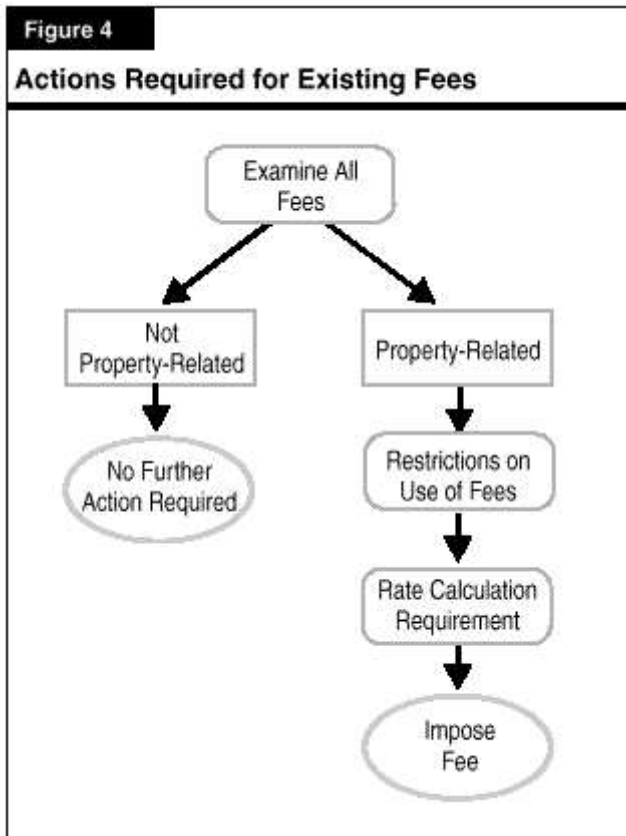 Figure 4
Actions Required for Existing Fees
Examine All
Fees
Not
Property-Related
Property-Related
No Further
Action Required
Restrictions on
Use of Fees
Rate Calculation
Requirement
Impose
Fee